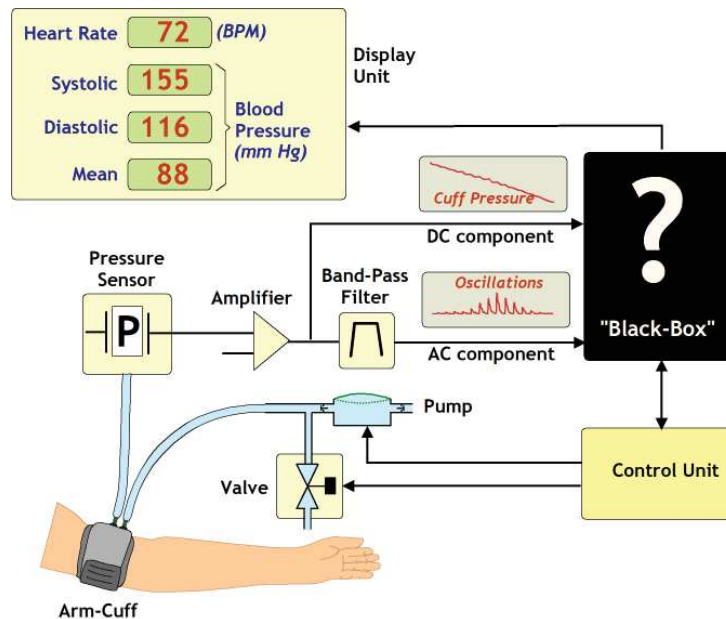 Heart Rate 72 (BPM)
Systolic 155
Diastolic 116
Mean 88
Blood
Pressure
(mm Hg)
Display
Unit
Cuff Pressure
DC component
?
"Black-Box"
Pressure
Sensor
P
Amplifier
Band-Pass
Filter
Oscillations
AC component
Pump
Valve
Control Unit
Arm-Cuff